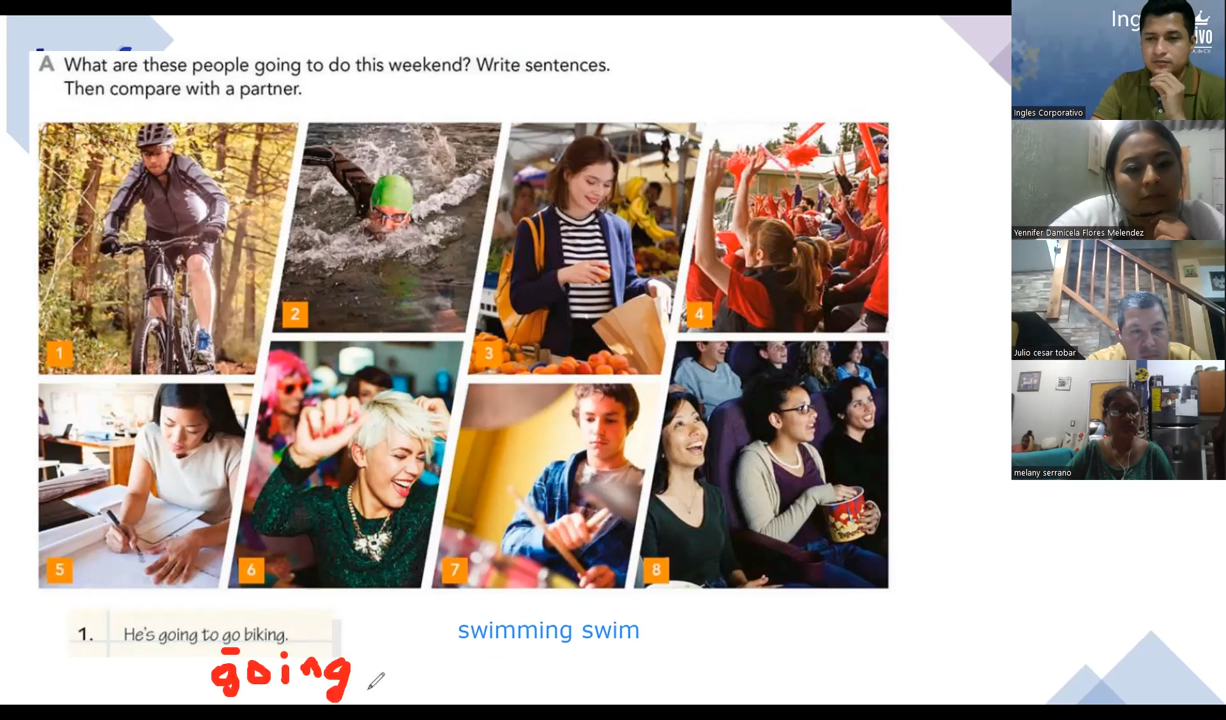 A What are these people going to do this weekend? Write sentences.
Then compare with a partner.
1
2
3
4
5
6
7
8
1. He's going to go biking.
swimming swim
going
Ingles Corporativo
Yennifer Damicela Flores Melendez
Julio cesar tobar
melany serrano